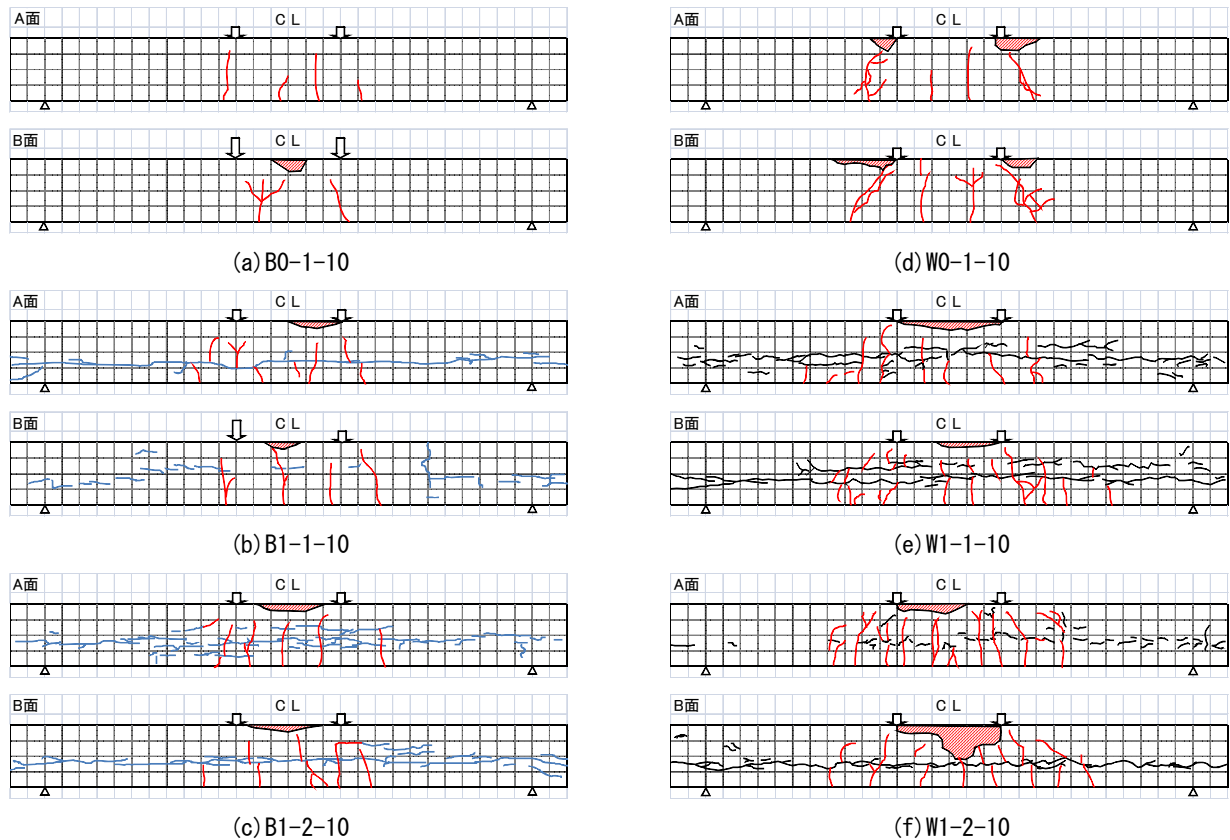 A面
C L
B面
C L
(a) B0-1-10
A面
C L
B面
C L
(b) B1-1-10
A面
C L
B面
C L
(c) B1-2-10
A面
C L
B面
C L
(d) W0-1-10
A面
C L
B面
C L
(e) W1-1-10
A面
C L
B面
C L
(f) W1-2-10